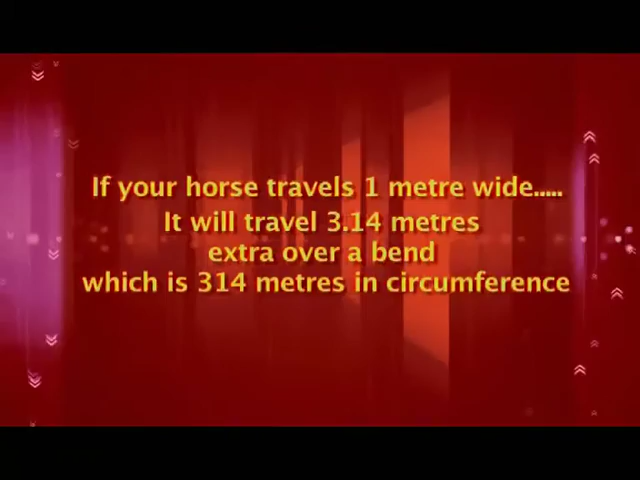 If your horse travels 1 metre wide.....
It will travel 3.14 metres
extra over a bend
which is 314 metres in circumference